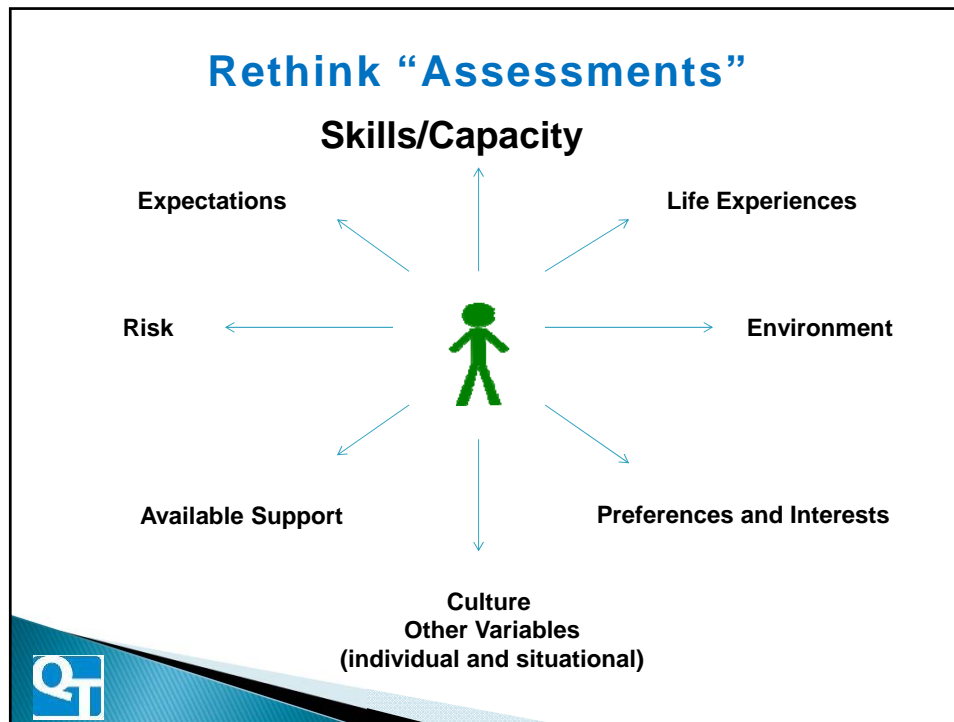 Rethink “Assessments”
Skills/Capacity
Expectations
Life Experiences
Risk
Environment
Available Support
Preferences and Interests
Culture
Other Variables
(individual and situational)
QT